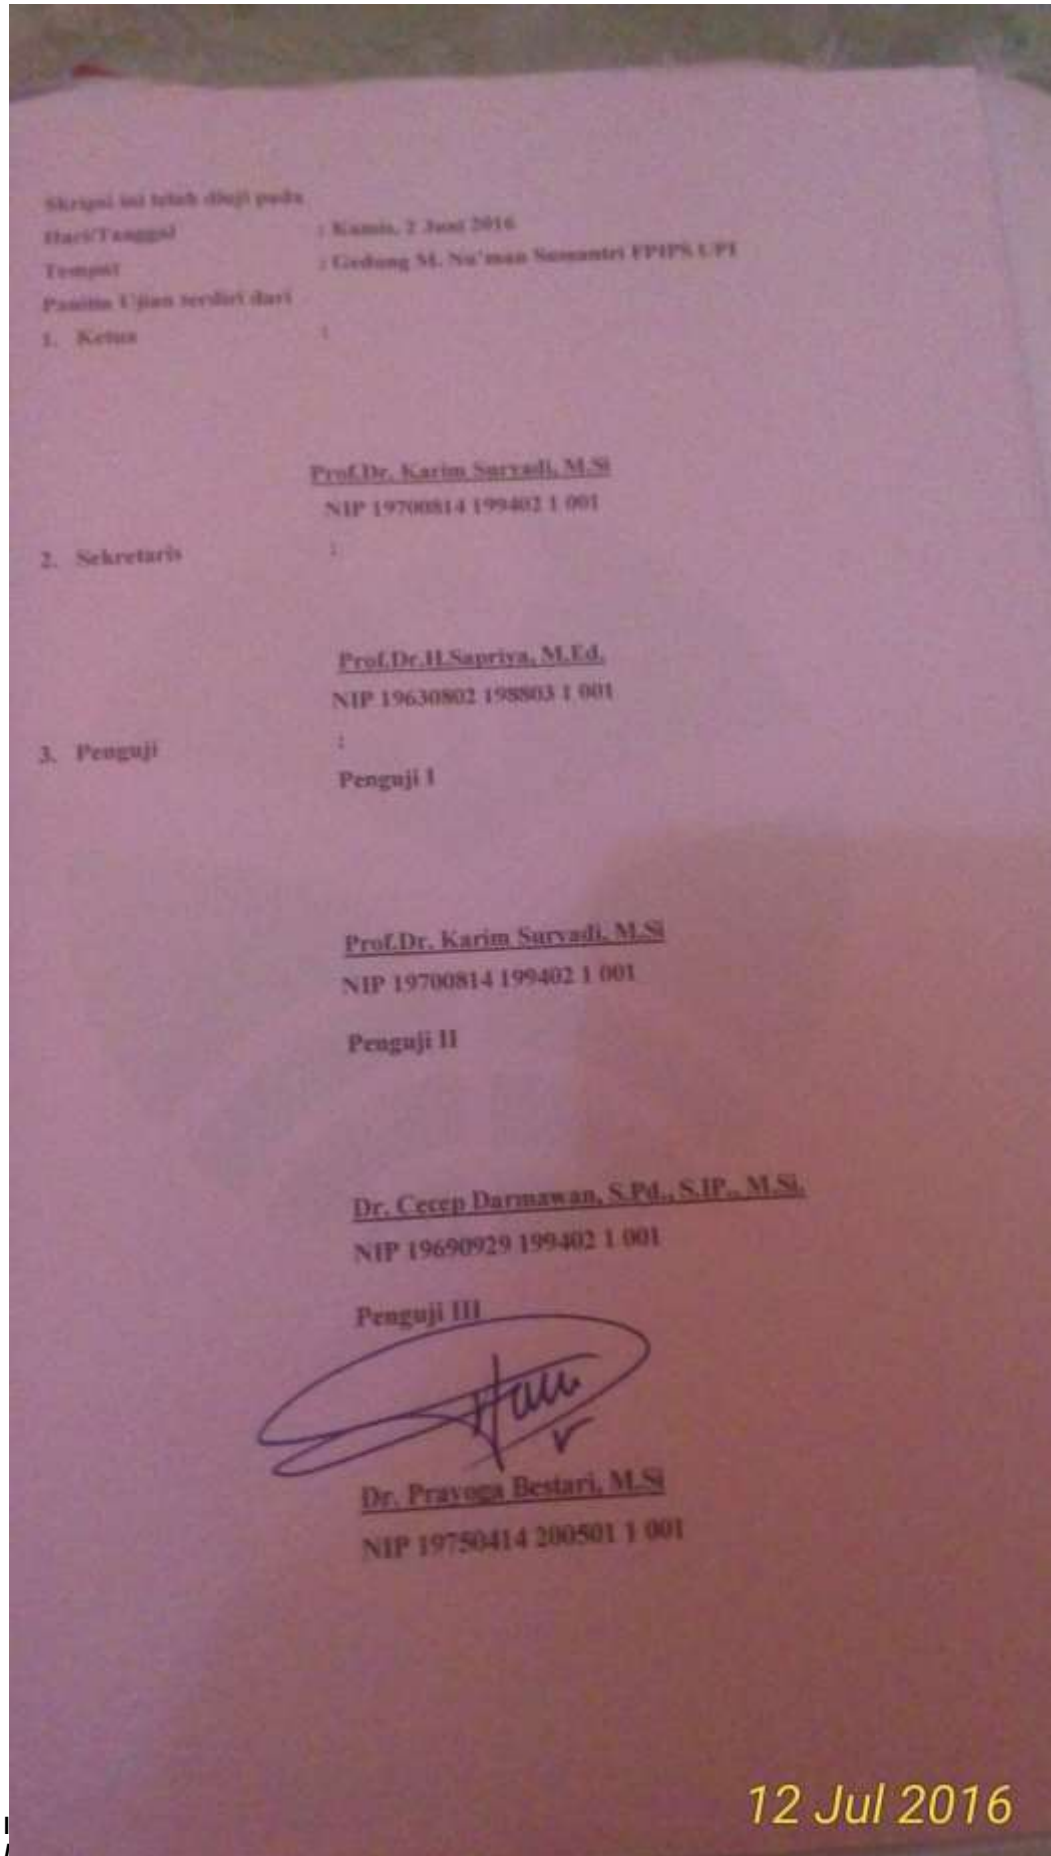 Skripsi ini telah diuji pada
Hari/Tanggal : Kamis, 2 Juni 2016
Tempat : Gedung M. Nu'man Somantri FPIPS UPI
Panitia Ujian terdiri dari
1. Ketua :
Prof.Dr. Karim Suryadi, M.Si
NIP 19700814 199402 1 001
2. Sekretaris :
Prof.Dr.H.Sapriya, M.Ed.
NIP 19630802 198803 1 001
3. Penguji :
Penguji I
Prof.Dr. Karim Suryadi, M.Si
NIP 19700814 199402 1 001
Penguji II
Dr. Cecep Darmawan, S.Pd., S.IP., M.Si.
NIP 19690929 199402 1 001
Penguji III
Dr. Prayoga Bestari, M.Si
NIP 19750414 200501 1 001
12 Jul 2016